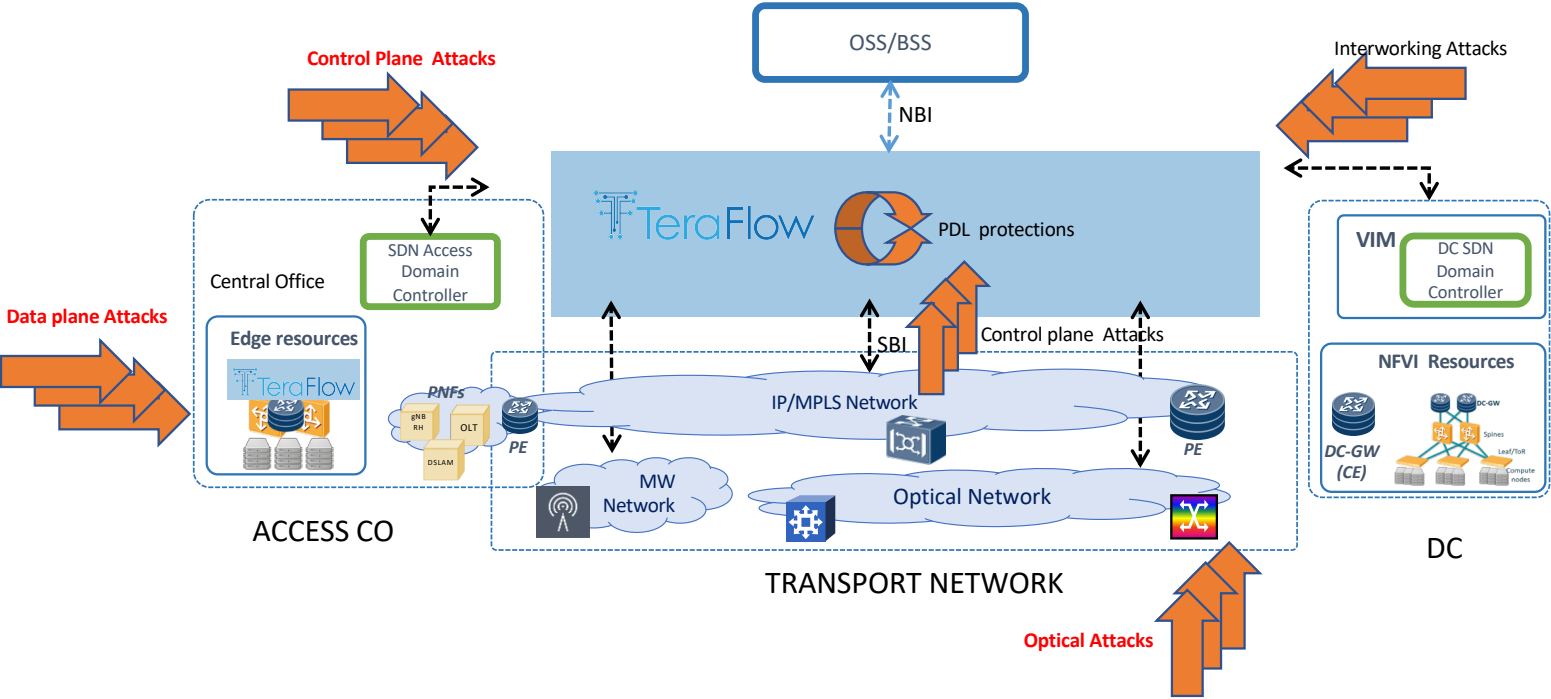 OSS/BSS
Control Plane Attacks
Interworking Attacks
NBI
TeraFlow
PDL protections
SDN Access
Domain
Controller
Central Office
VIM
DC SDN
Domain
Controller
Data plane Attacks
Edge resources
TeraFlow
SBI
Control plane Attacks
NFVI Resources
PNFs
gNB
RH
OLT
DSLAM
PE
IP/MPLS Network
PE
DC-GW
(CE)
DC-GW
Spines
Leaf/ToR
Compute
nodes
MW
Network
Optical Network
ACCESS CO
TRANSPORT NETWORK
DC
Optical Attacks